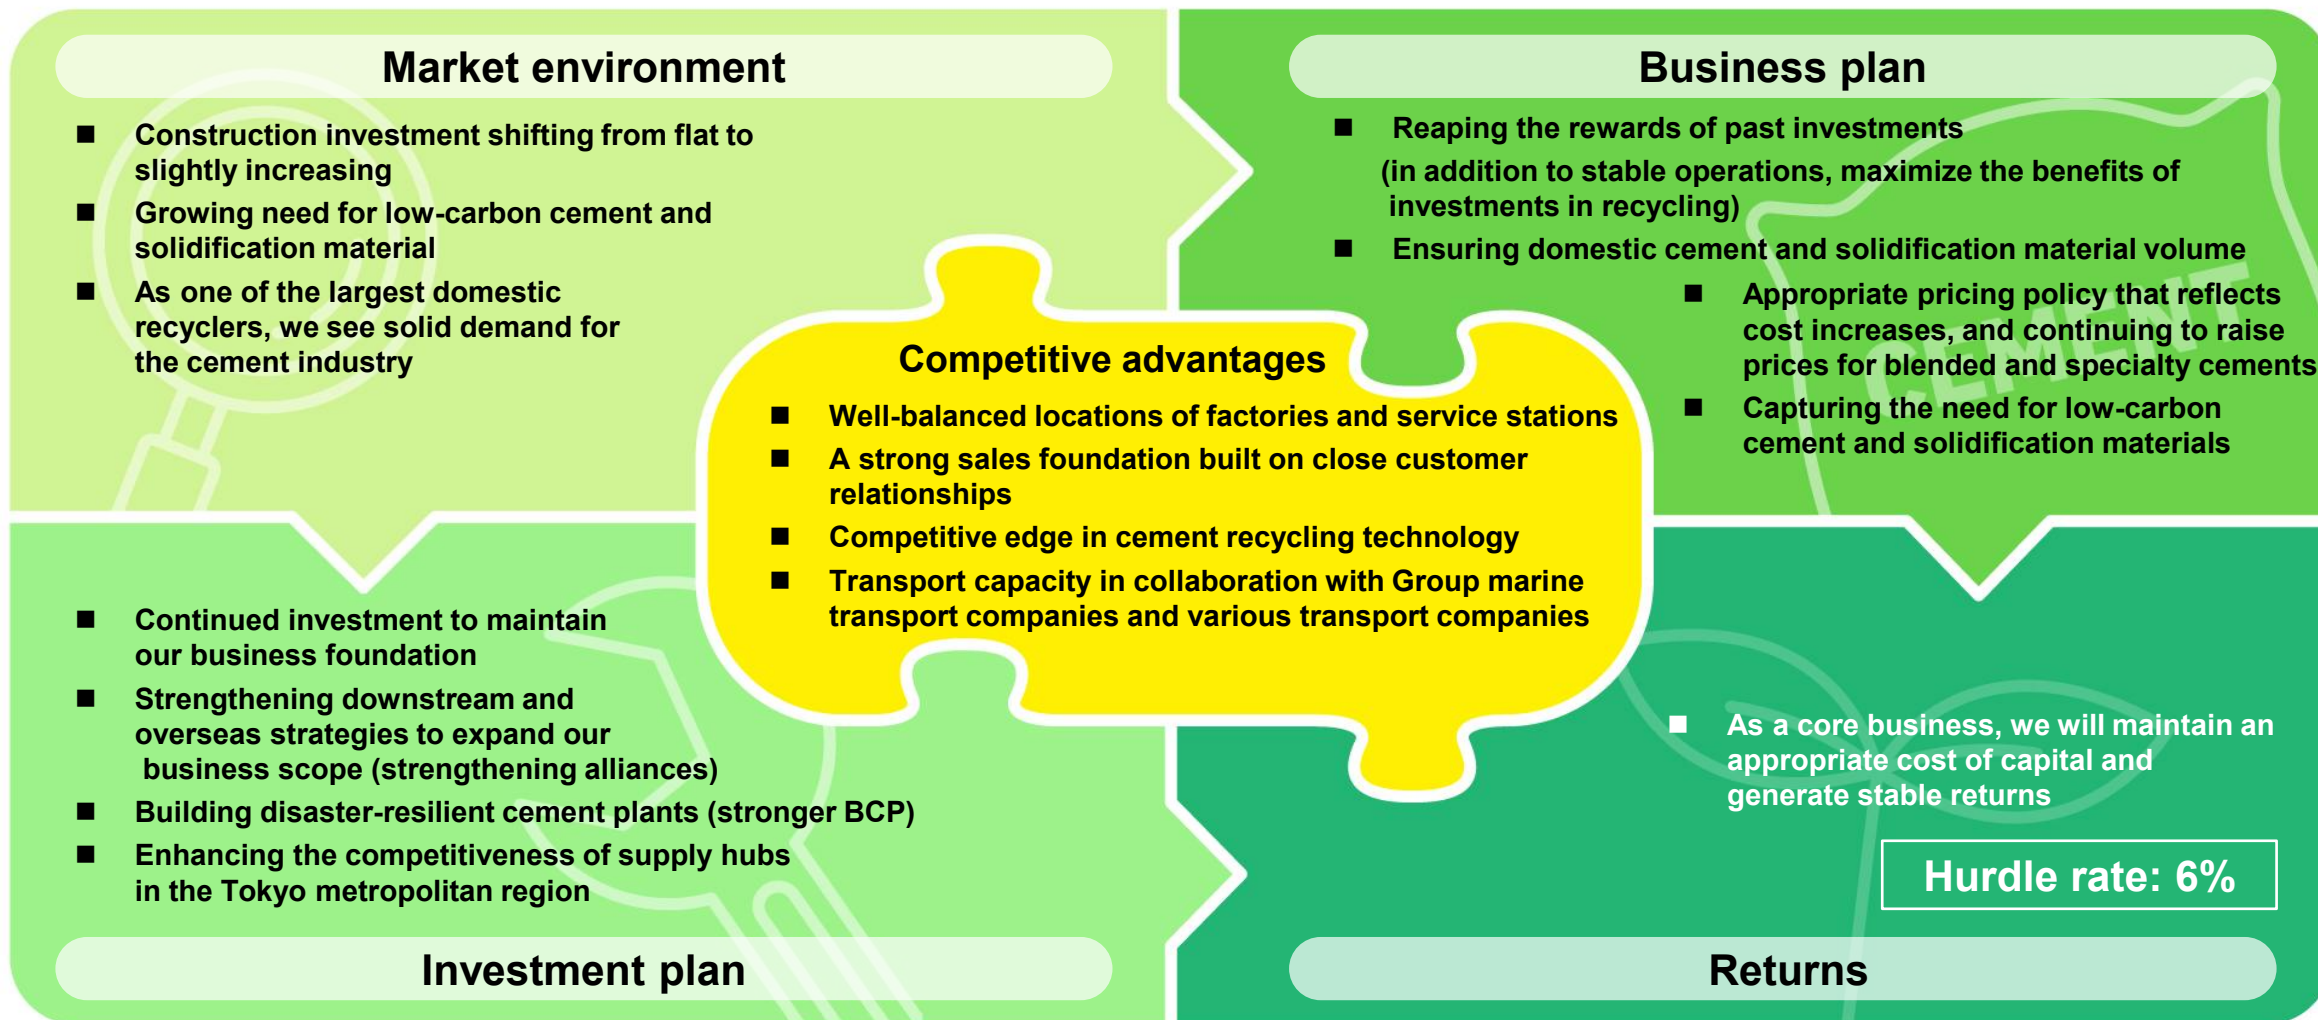 Market environment
■ Construction investment shifting from flat to
slightly increasing
■ Growing need for low-carbon cement and
solidification material
■ As one of the largest domestic
recyclers, we see solid demand for
the cement industry
Business plan
■ Reaping the rewards of past investments
(in addition to stable operations, maximize the benefits of
investments in recycling)
■ Ensuring domestic cement and solidification material volume
■ Appropriate pricing policy that reflects
cost increases, and continuing to raise
prices for blended and specialty cements
■ Capturing the need for low-carbon
cement and solidification materials
CEMENT
Competitive advantages
■ Well-balanced locations of factories and service stations
■ A strong sales foundation built on close customer
relationships
■ Competitive edge in cement recycling technology
■ Transport capacity in collaboration with Group marine
transport companies and various transport companies
■ Continued investment to maintain
our business foundation
■ Strengthening downstream and
overseas strategies to expand our
business scope (strengthening alliances)
■ Building disaster-resilient cement plants (stronger BCP)
■ Enhancing the competitiveness of supply hubs
in the Tokyo metropolitan region
Investment plan
■ As a core business, we will maintain an
appropriate cost of capital and
generate stable returns
Hurdle rate: 6%
Returns